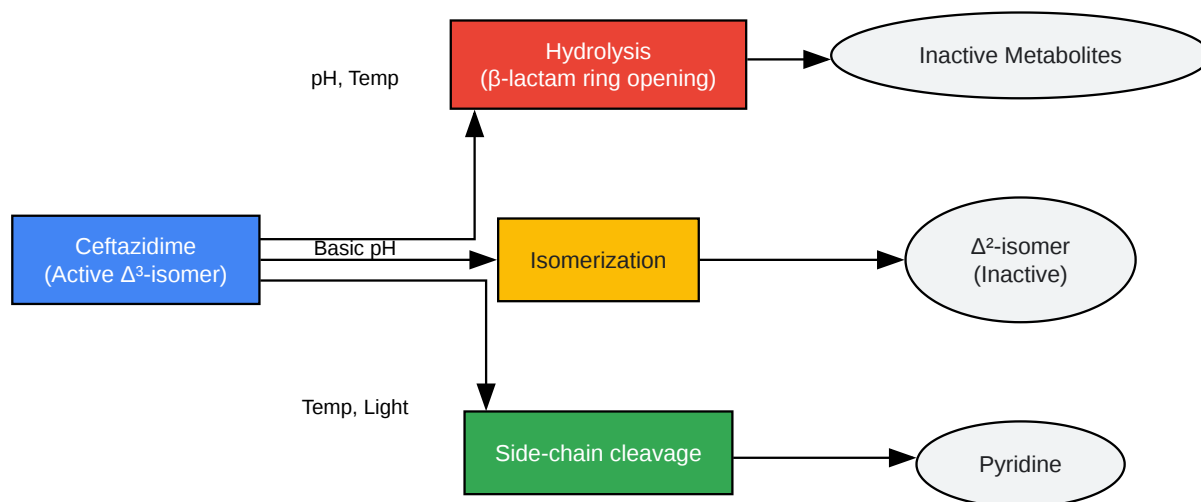 Hydrolysis
(β-lactam ring opening)
Inactive Metabolites
pH, Temp
Ceftazidime
(Active Δ³-isomer)
Basic pH
Isomerization
Δ²-isomer
(Inactive)
Temp, Light
Side-chain cleavage
Pyridine